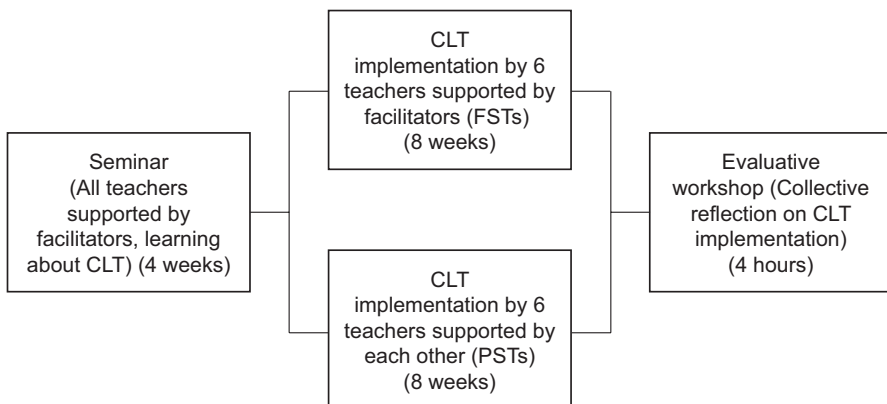 Seminar
(All teachers
supported by
facilitators, learning
about CLT) (4 weeks)
CLT
implementation by 6
teachers supported by
facilitators (FSTs)
(8 weeks)
CLT
implementation by 6
teachers supported by
each other (PSTs)
(8 weeks)
Evaluative
workshop (Collective
reflection on CLT
implementation)
(4 hours)